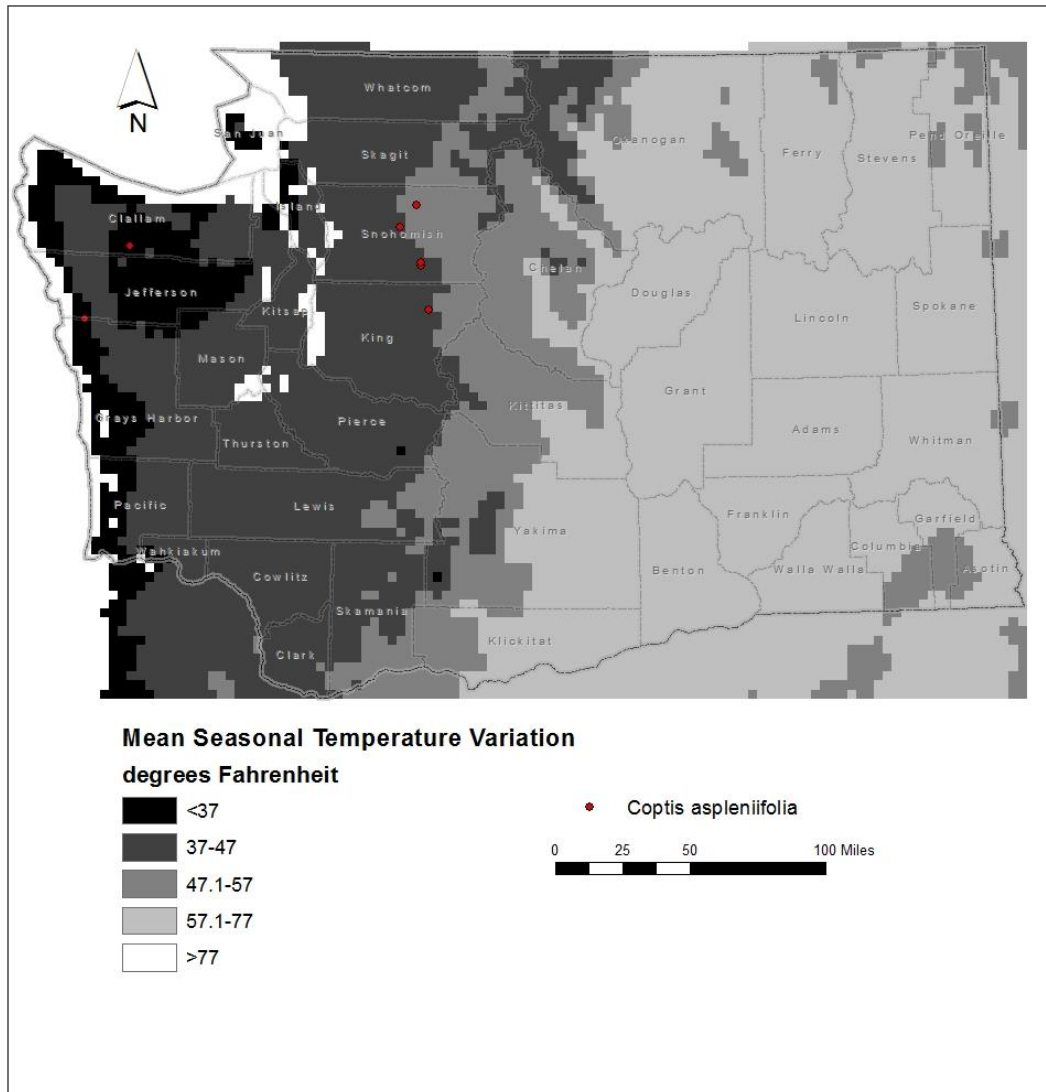 Whatcom
N
San Juan
Okanogan
Ferry
Stevens
Pend Oreille
Skagit
Island
Clallam
Snohomish
Chelan
Jefferson
Kitsap
Douglas
Lincoln
Spokane
King
Mason
Grant
Kittitas
Grays Harbor
Pierce
Adams
Thurston
Whitman
Pacific
Lewis
Yakima
Franklin
Garfield
Wahkiakum
Columbia
Cowlitz
Benton
Walla Walla
Asotin
Skamania
Klickitat
Clark
Mean Seasonal Temperature Variation
degrees Fahrenheit
<37
37-47
47.1-57
57.1-77
>77
Coptis aspleniifolia
0 25 50 100 Miles